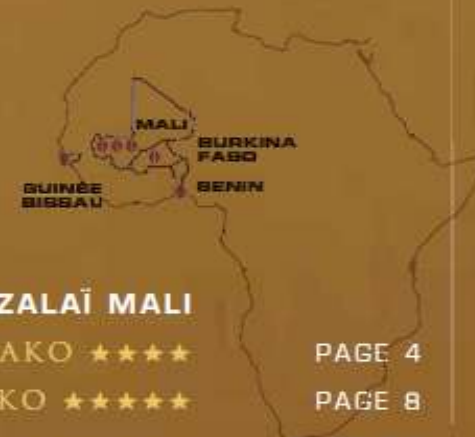 MALI
BURKINA
FASO
GUINÉE
BISSAU
BENIN
ZALAÏ MALI
AKO ★★★★ PAGE 4
KO ★★★★★ PAGE 8